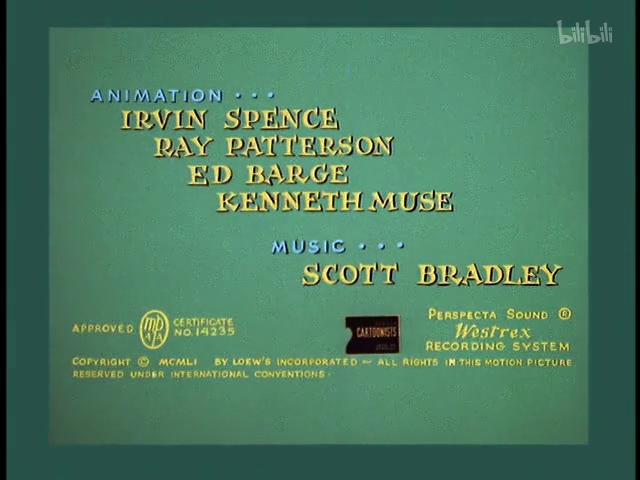 bilibili
ANIMATION · · ·
IRVIN SPENCE
RAY PATTERSON
ED BARGE
KENNETH MUSE
MUSIC · · ·
SCOTT BRADLEY
APPROVED
MPAA
CERTIFICATE
NO. 14235
CARTOONISTS
PERSPECTA SOUND ®
Westrex
RECORDING SYSTEM
COPYRIGHT © MCMLI BY LOEW'S INCORPORATED ~ ALL RIGHTS IN THIS MOTION PICTURE
RESERVED UNDER INTERNATIONAL CONVENTIONS ·